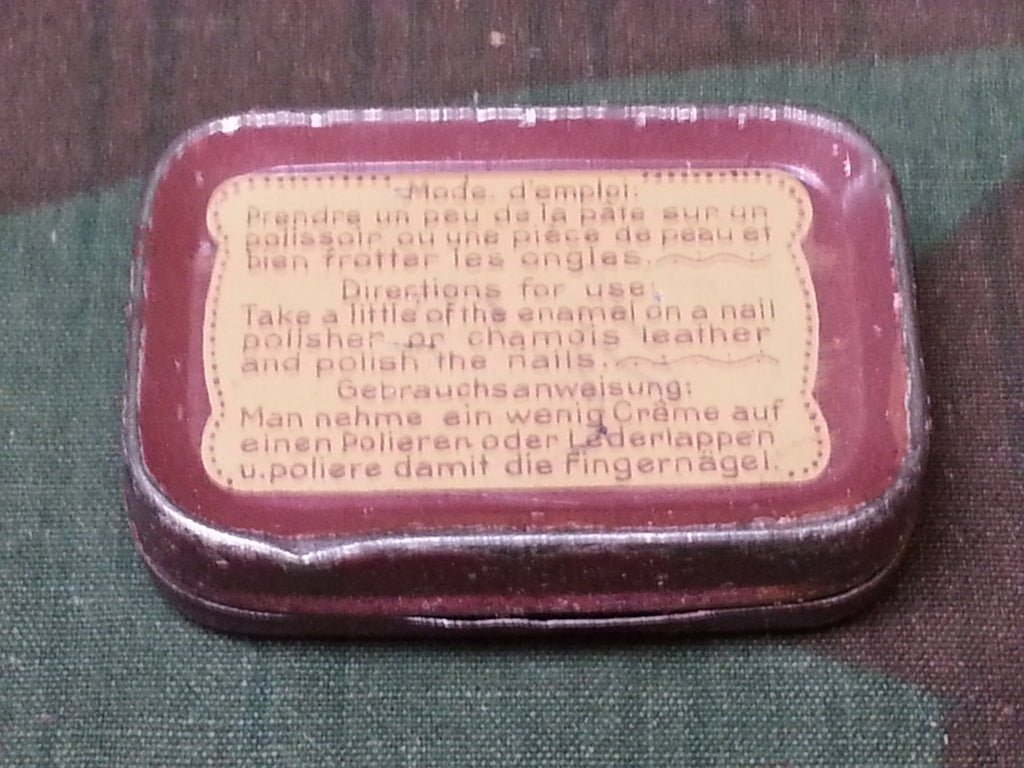 Mode d'emploi:
Prendre un peu de la pâte sur un
polissoir ou une pièce de peau et
bien frotter les ongles.
Directions for use:
Take a little of the enamel on a nail
polisher or chamois leather
and polish the nails.
Gebrauchsanweisung:
Man nehme ein wenig Crême auf
einen Polieren oder Lederlappen
u. poliere damit die Fingernägel.